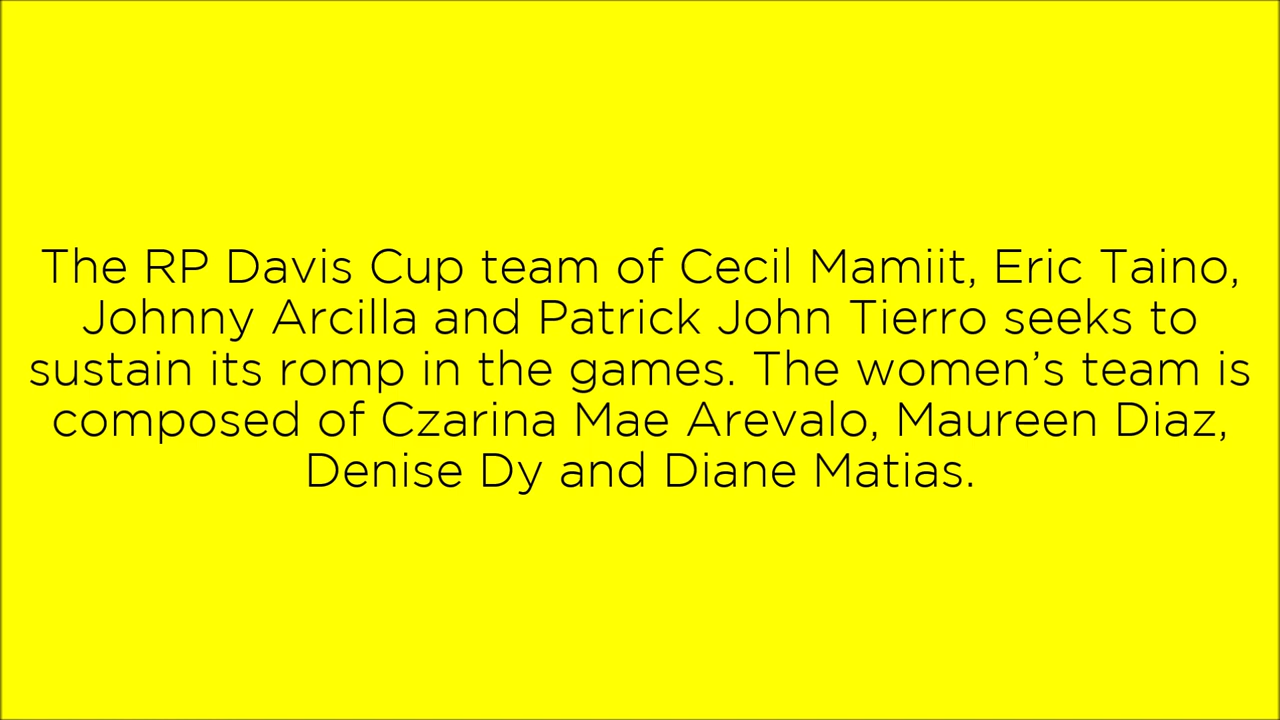 The RP Davis Cup team of Cecil Mamiit, Eric Taino,
Johnny Arcilla and Patrick John Tierro seeks to
sustain its romp in the games. The women’s team is
composed of Czarina Mae Arevalo, Maureen Diaz,
Denise Dy and Diane Matias.